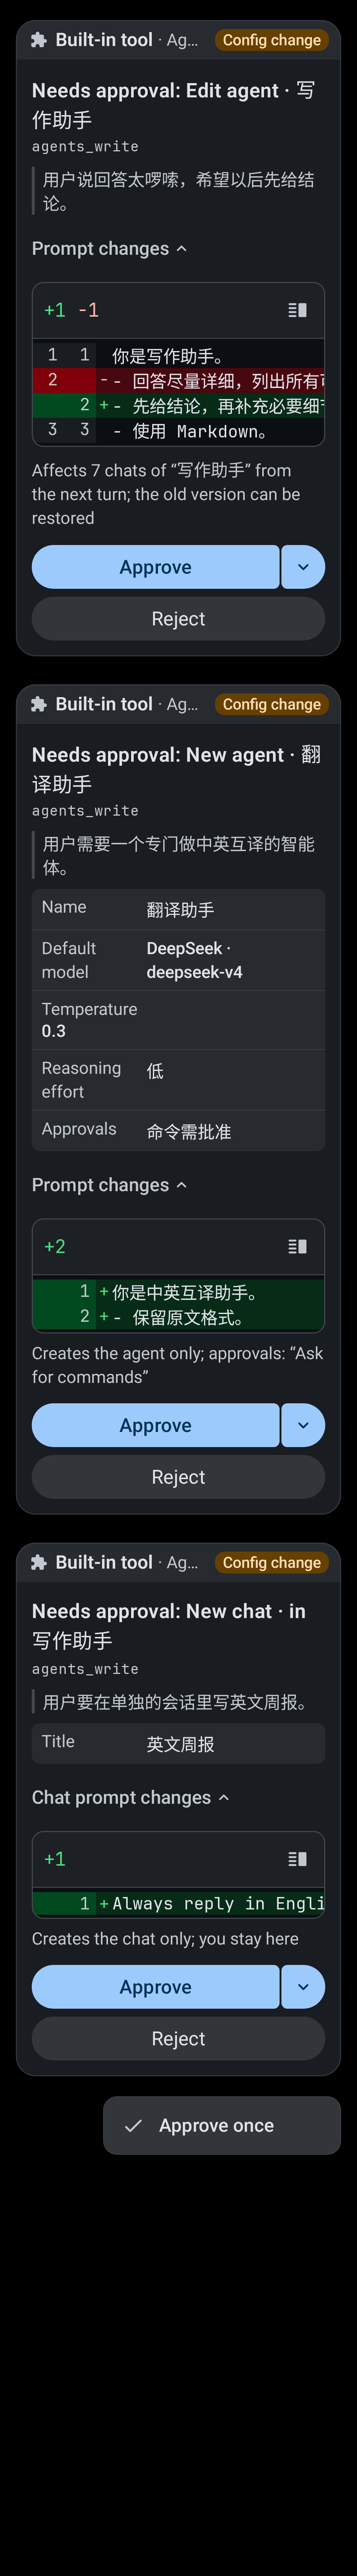 Built-in tool · Ag… Config change
Needs approval: Edit agent · 写
作助手
agents_write
用户说回答太啰嗦，希望以后先给结
论。
Prompt changes
+1 -1
1 1 你是写作助手。
2 - - 回答尽量详细，列出所有
2 + - 先给结论，再补充必要细
3 3 - 使用 Markdown。
Affects 7 chats of “写作助手” from
the next turn; the old version can be
restored
Approve
Reject
Built-in tool · Ag… Config change
Needs approval: New agent · 翻
译助手
agents_write
用户需要一个专门做中英互译的智能
体。
Name 翻译助手
Default DeepSeek ·
model deepseek-v4
Temperature
0.3
Reasoning 低
effort
Approvals 命令需批准
Prompt changes
+2
1 + 你是中英互译助手。
2 + - 保留原文格式。
Creates the agent only; approvals: “Ask
for commands”
Approve
Reject
Built-in tool · Ag… Config change
Needs approval: New chat · in
写作助手
agents_write
用户要在单独的会话里写英文周报。
Title 英文周报
Chat prompt changes
+1
1 + Always reply in Engli
Creates the chat only; you stay here
Approve
Reject
Approve once